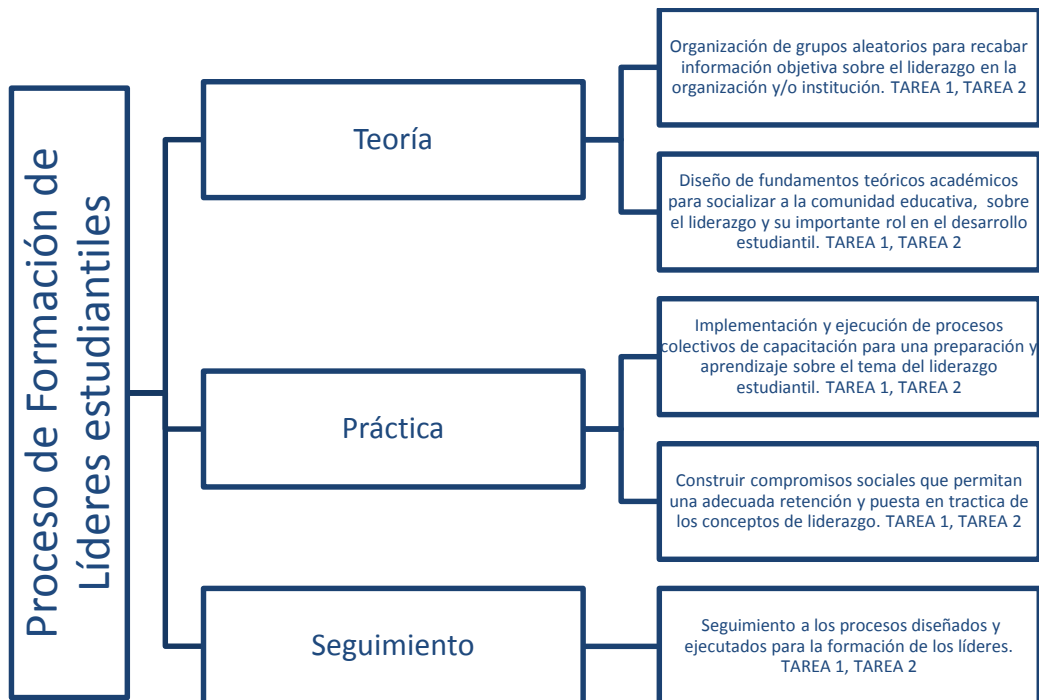 Proceso de Formación de
Líderes estudiantiles
Teoría
Organización de grupos aleatorios para recabar
información objetiva sobre el liderazgo en la
organización y/o institución. TAREA 1, TAREA 2
Diseño de fundamentos teóricos académicos
para socializar a la comunidad educativa, sobre
el liderazgo y su importante rol en el desarrollo
estudiantil. TAREA 1, TAREA 2
Práctica
Implementación y ejecución de procesos
colectivos de capacitación para una preparación y
aprendizaje sobre el tema del liderazgo
estudiantil. TAREA 1, TAREA 2
Construir compromisos sociales que permitan
una adecuada retención y puesta en tractica de
los conceptos de liderazgo. TAREA 1, TAREA 2
Seguimiento
Seguimiento a los procesos diseñados y
ejecutados para la formación de los líderes.
TAREA 1, TAREA 2